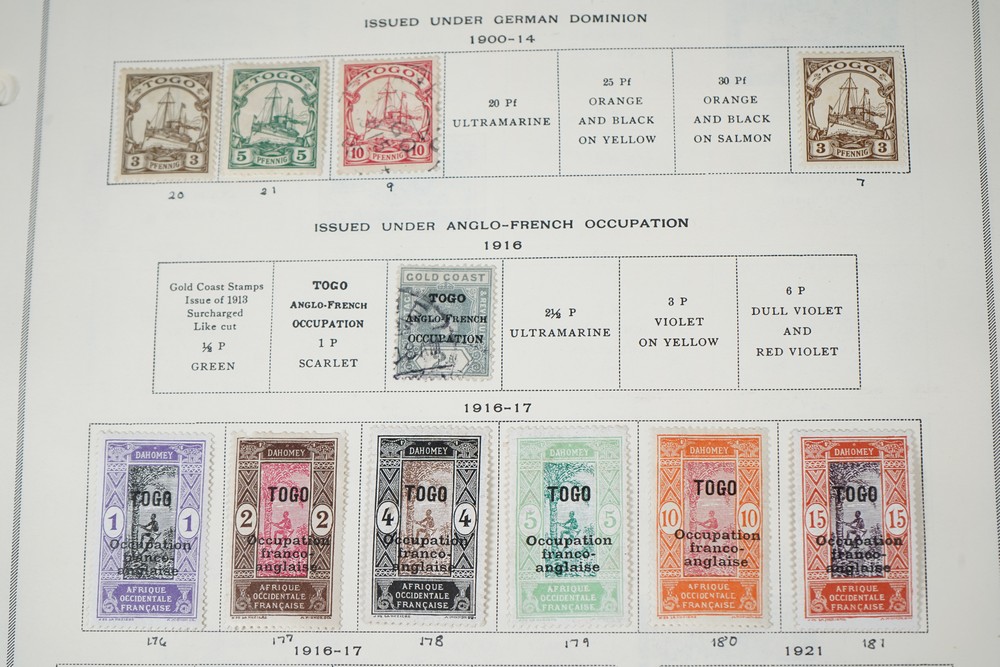 ISSUED UNDER GERMAN DOMINION
1900-14
TOGO
3 PFENNIG 3
TOGO
5 PFENNIG 5
TOGO
10 PFENNIG 10
20 Pf
ULTRAMARINE
25 Pf
ORANGE
AND BLACK
ON YELLOW
30 Pf
ORANGE
AND BLACK
ON SALMON
TOGO
3 PFENNIG 3
20
21
9
7
ISSUED UNDER ANGLO-FRENCH OCCUPATION
1916
Gold Coast Stamps
Issue of 1913
Surcharged
Like cut
½ P
GREEN
TOGO
ANGLO-FRENCH
OCCUPATION
1 P
SCARLET
GOLD COAST
TOGO
ANGLO-FRENCH
OCCUPATION
2½ P
ULTRAMARINE
3 P
VIOLET
ON YELLOW
6 P
DULL VIOLET
AND
RED VIOLET
1916-17
DAHOMEY
TOGO
1 1
Occupation
franco-
anglaise
AFRIQUE
OCCIDENTALE
FRANÇAISE
DAHOMEY
TOGO
2 2
Occupation
franco-
anglaise
AFRIQUE
OCCIDENTALE
FRANÇAISE
DAHOMEY
TOGO
4 4
Occupation
franco-
anglaise
AFRIQUE
OCCIDENTALE
FRANÇAISE
DAHOMEY
TOGO
5 5
Occupation
franco-
anglaise
AFRIQUE
OCCIDENTALE
FRANÇAISE
DAHOMEY
TOGO
10 10
Occupation
franco-
anglaise
AFRIQUE
OCCIDENTALE
FRANÇAISE
DAHOMEY
TOGO
15 15
Occupation
franco-
anglaise
AFRIQUE
OCCIDENTALE
FRANÇAISE
176
177
178
179
180
181
1916-17
1921